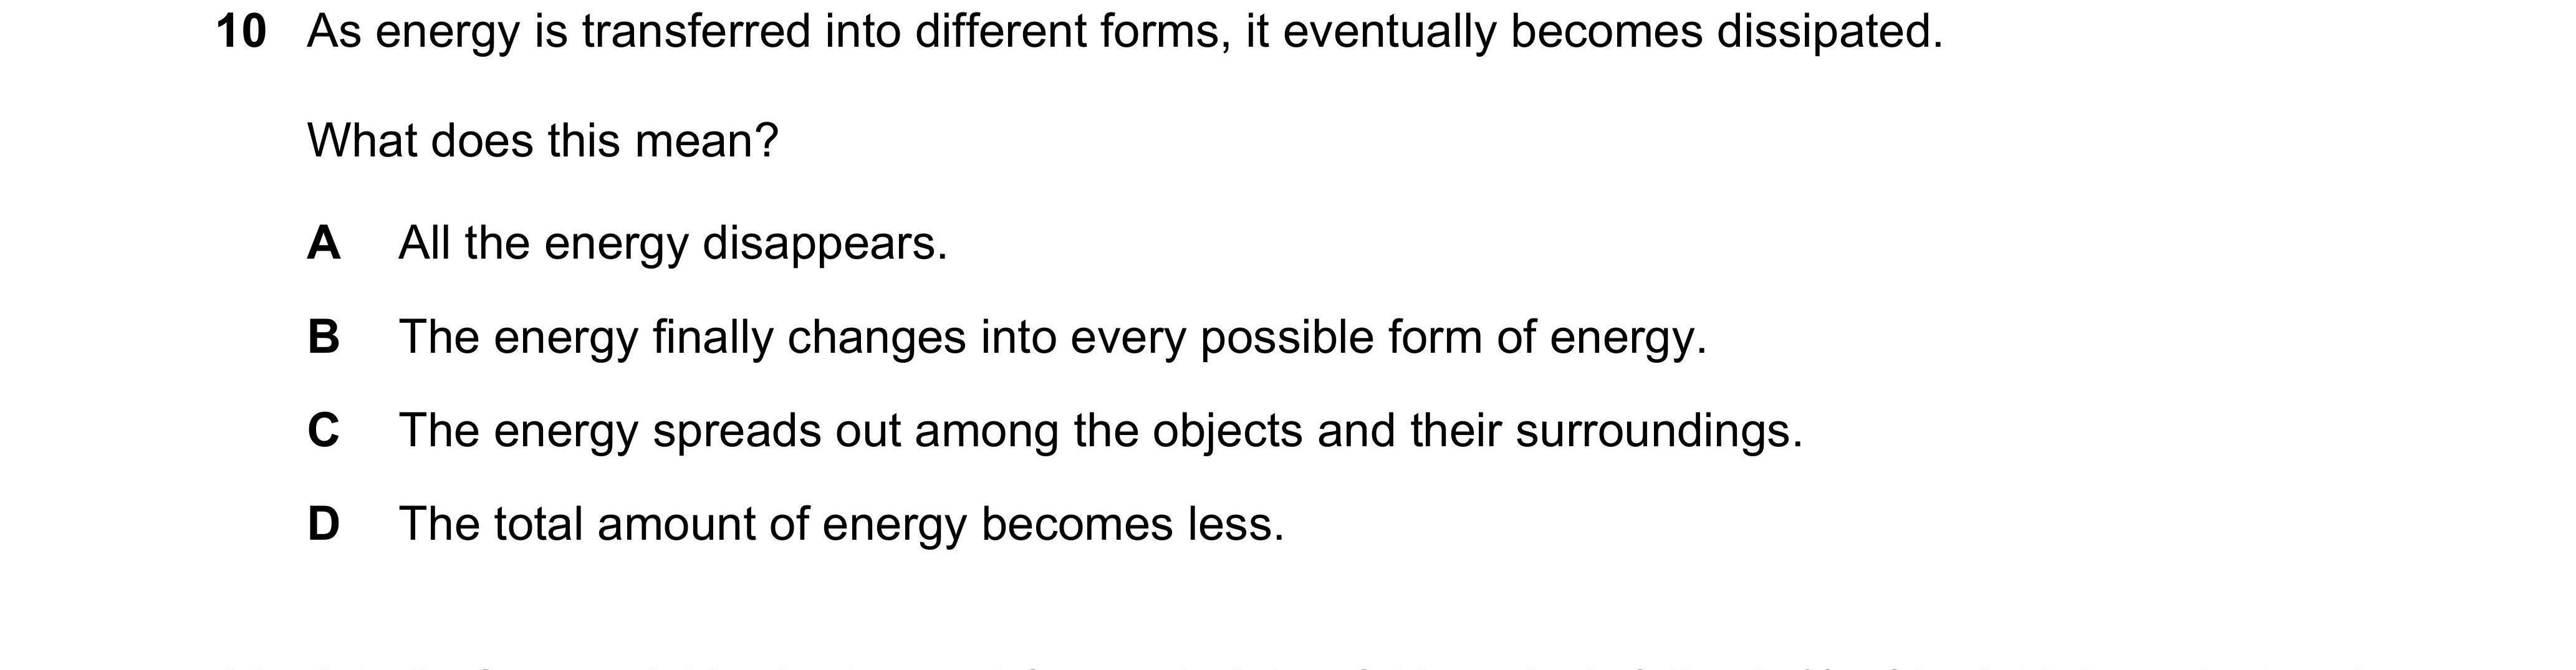 10 As energy is transferred into different forms, it eventually becomes dissipated.
What does this mean?
A All the energy disappears.
B The energy finally changes into every possible form of energy.
C The energy spreads out among the objects and their surroundings.
D The total amount of energy becomes less.